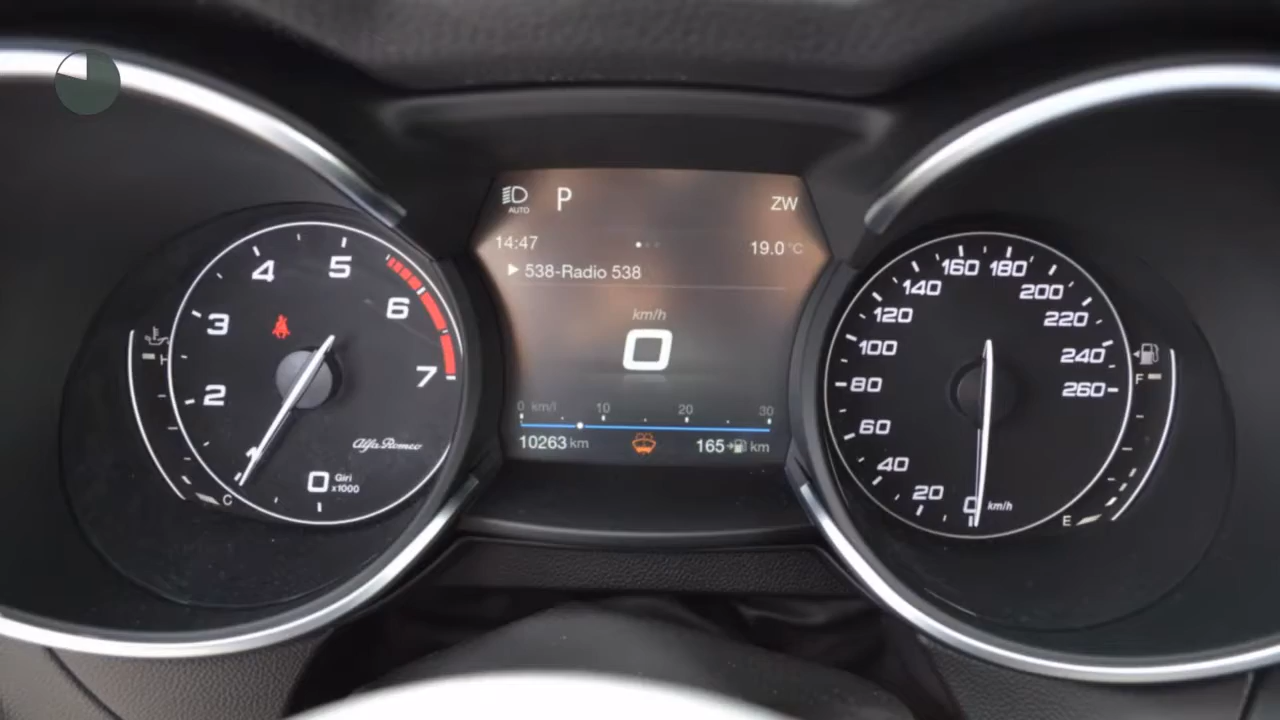 AUTO P ZW
14:47 19.0 °C
538-Radio 538
km/h
0
0 km/l 10 20 30
10263 km 165 km
1 2 3 4 5 6 7
Alfa Romeo
0 Giri x1000
H
C
0 20 40 60 80 100 120 140 160 180 200 220 240 260
km/h
F
E